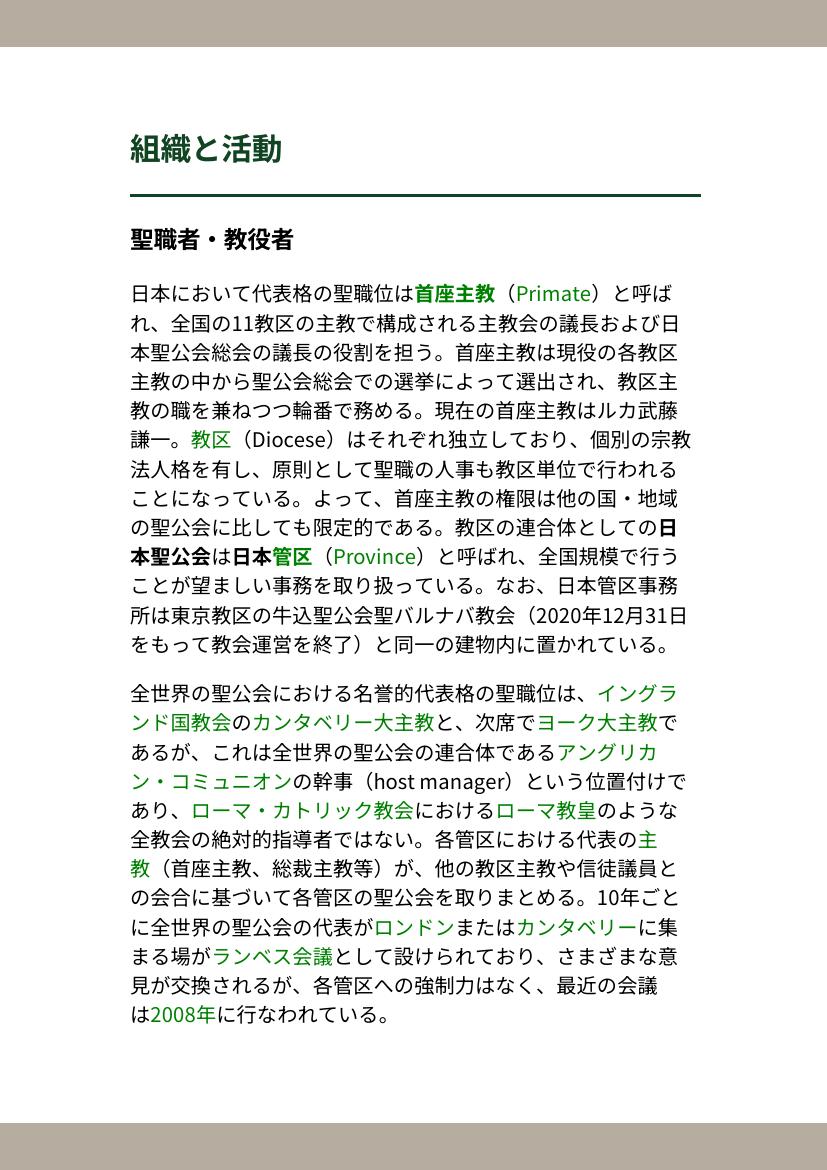 組織と活動
聖職者・教役者
日本において代表格の聖職位は首座主教（Primate）と呼ば
れ、全国の11教区の主教で構成される主教会の議長および日
本聖公会総会の議長の役割を担う。首座主教は現役の各教区
主教の中から聖公会総会での選挙によって選出され、教区主
教の職を兼ねつつ輪番で務める。現在の首座主教はルカ武藤
謙一。教区（Diocese）はそれぞれ独立しており、個別の宗教
法人格を有し、原則として聖職の人事も教区単位で行われる
ことになっている。よって、首座主教の権限は他の国・地域
の聖公会に比しても限定的である。教区の連合体としての日
本聖公会は日本管区（Province）と呼ばれ、全国規模で行う
ことが望ましい事務を取り扱っている。なお、日本管区事務
所は東京教区の牛込聖公会聖バルナバ教会（2020年12月31日
をもって教会運営を終了）と同一の建物内に置かれている。
全世界の聖公会における名誉的代表格の聖職位は、イングラ
ンド国教会のカンタベリー大主教と、次席でヨーク大主教で
あるが、これは全世界の聖公会の連合体であるアングリカ
ン・コミュニオンの幹事（host manager）という位置付けで
あり、ローマ・カトリック教会におけるローマ教皇のような
全教会の絶対的指導者ではない。各管区における代表の主
教（首座主教、総裁主教等）が、他の教区主教や信徒議員と
の会合に基づいて各管区の聖公会を取りまとめる。10年ごと
に全世界の聖公会の代表がロンドンまたはカンタベリーに集
まる場がランベス会議として設けられており、さまざまな意
見が交換されるが、各管区への強制力はなく、最近の会議
は2008年に行なわれている。